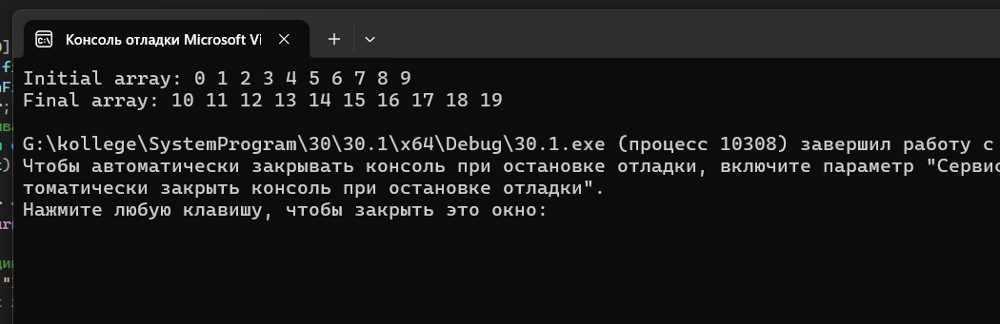 Консоль отладки Microsoft Vi
Initial array: 0 1 2 3 4 5 6 7 8 9
Final array: 10 11 12 13 14 15 16 17 18 19
G:\kollege\SystemProgram\30\30.1\x64\Debug\30.1.exe (процесс 10308) завершил работу с
Чтобы автоматически закрывать консоль при остановке отладки, включите параметр "Сервис
томатически закрыть консоль при остановке отладки".
Нажмите любую клавишу, чтобы закрыть это окно: